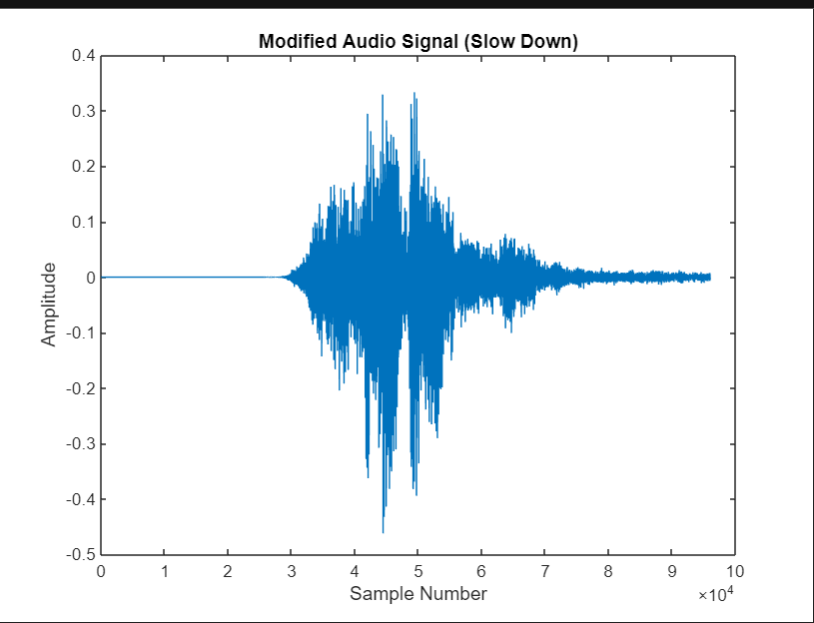 Modified Audio Signal (Slow Down)
0.4
0.3
0.2
0.1
0
-0.1
-0.2
-0.3
-0.4
-0.5
Amplitude
0 1 2 3 4 5 6 7 8 9 10
Sample Number
×10⁴